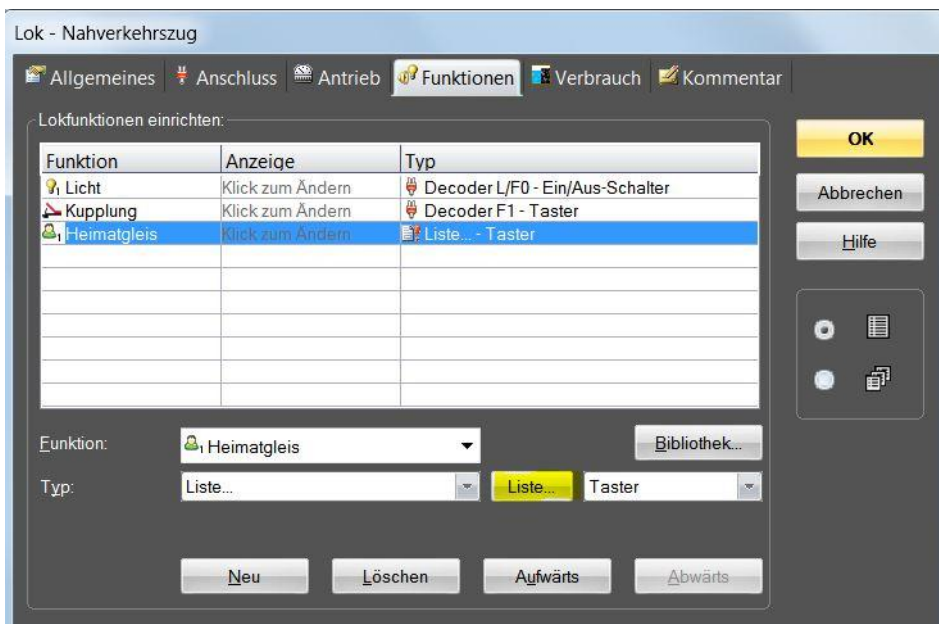 Lok - Nahverkehrszug
Allgemeines Anschluss Antrieb Funktionen Verbrauch Kommentar
Lokfunktionen einrichten:
OK
Funktion Anzeige Typ
Licht Klick zum Ändern Decoder L/F0 - Ein/Aus-Schalter
Abbrechen
Kupplung Klick zum Ändern Decoder F1 - Taster
Heimatgleis Klick zum Ändern Liste... - Taster
Hilfe
Funktion: Heimatgleis Bibliothek...
Typ: Liste... Liste... Taster
Neu Löschen Aufwärts Abwärts